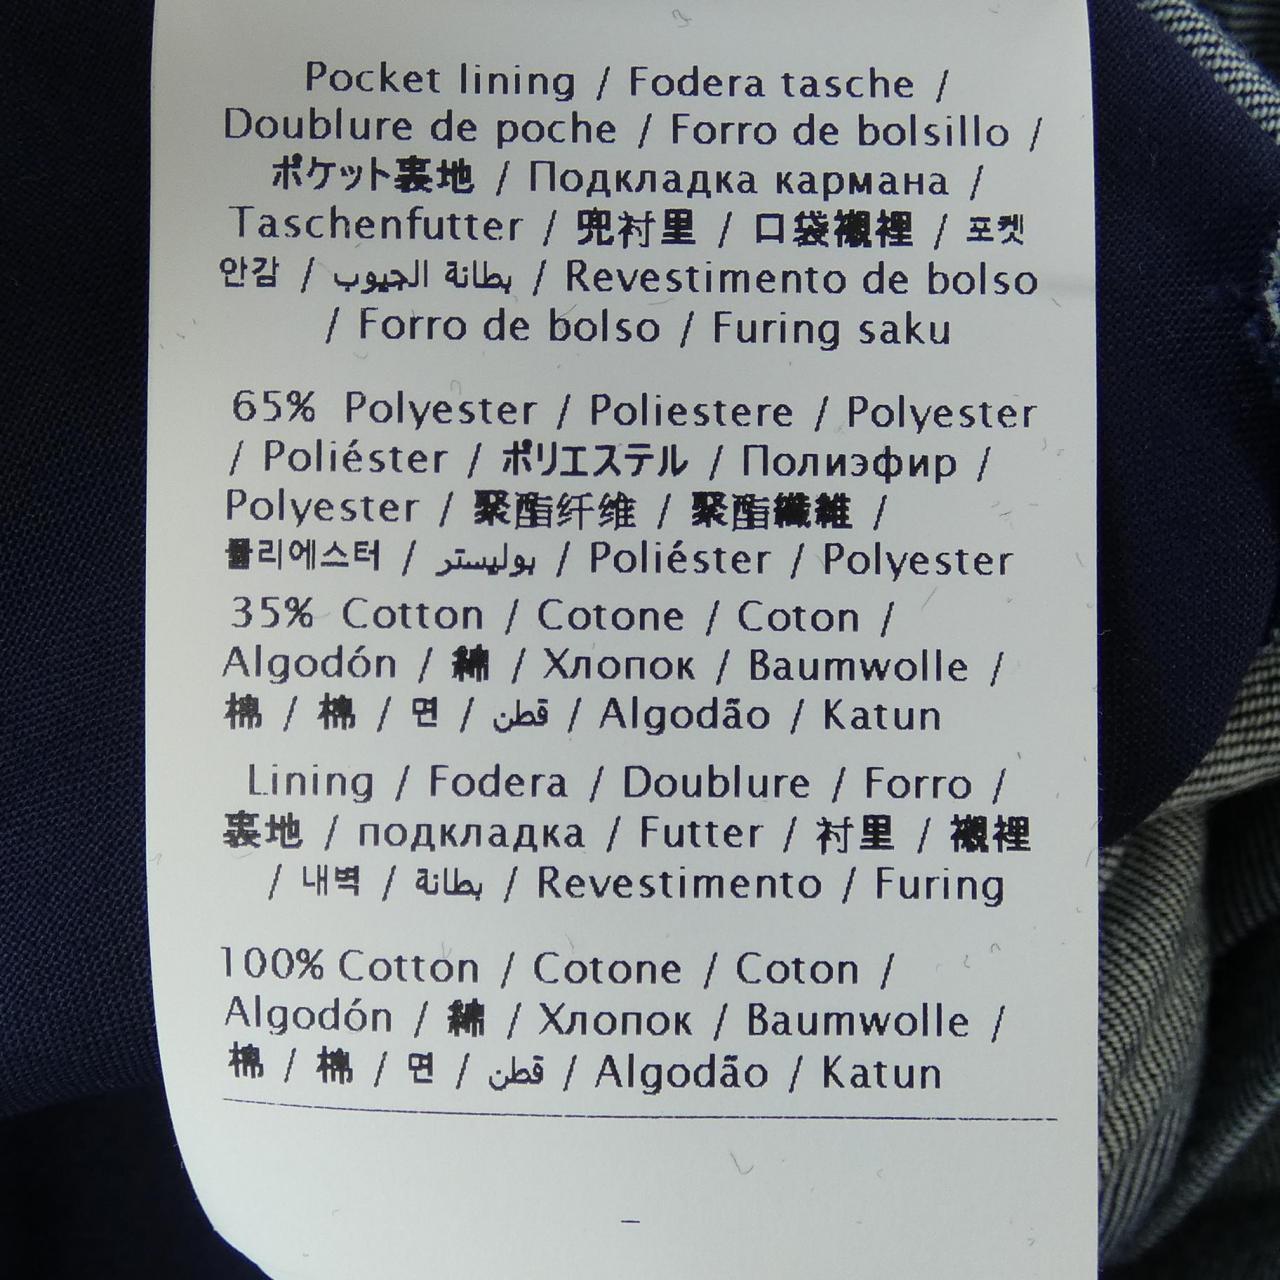 Pocket lining / Fodera tasche /
Doublure de poche / Forro de bolsillo /
ポケット裏地 / Подкладка кармана /
Taschenfutter / 兜衬里 / 口袋襯裡 / 포켓
안감 / بطانة الجيوب / Revestimento de bolso
/ Forro de bolso / Furing saku
65% Polyester / Poliestere / Polyester
/ Poliéster / ポリエステル / Полиэфир /
Polyester / 聚酯纤维 / 聚酯纖維 /
폴리에스터 / بوليستر / Poliéster / Polyester
35% Cotton / Cotone / Coton /
Algodón / 綿 / Хлопок / Baumwolle /
棉 / 棉 / 면 / قطن / Algodão / Katun
Lining / Fodera / Doublure / Forro /
裏地 / подкладка / Futter / 衬里 / 襯裡
/ 내벽 / بطانة / Revestimento / Furing
100% Cotton / Cotone / Coton /
Algodón / 綿 / Хлопок / Baumwolle /
棉 / 棉 / 면 / قطن / Algodão / Katun